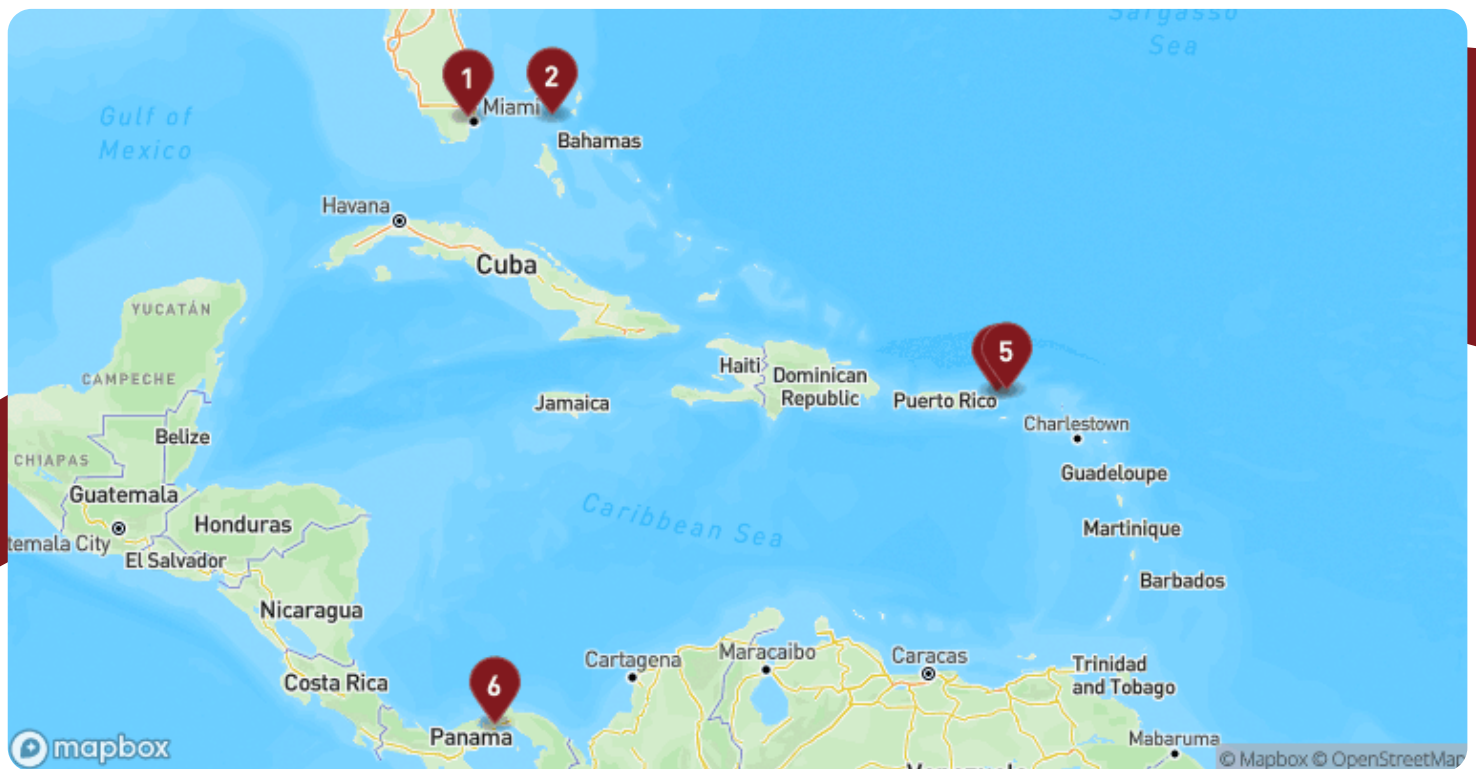 Sargasso
Sea
1
2
Miami
Gulf of
Mexico
Bahamas
Havana
Cuba
YUCATÁN
5
Haiti
Dominican
Republic
CAMPECHE
Puerto Rico
Jamaica
Charlestown
Belize
CHIAPAS
Guadeloupe
Guatemala
Caribbean Sea
Honduras
Martinique
temala City
El Salvador
Barbados
Nicaragua
Cartagena
Maracaibo
Caracas
Trinidad
and Tobago
Costa Rica
6
Panama
Mabaruma
mapbox
© Mapbox © OpenStreetMap
Venezuela